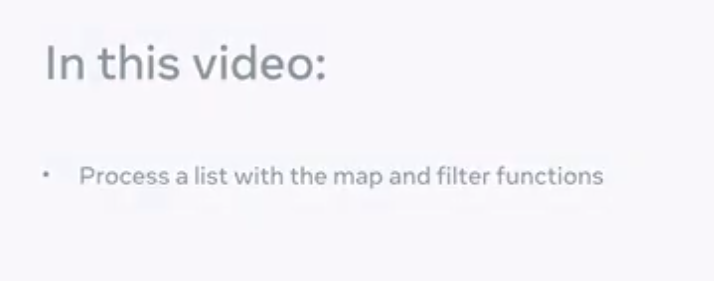 In this video:
• Process a list with the map and filter functions